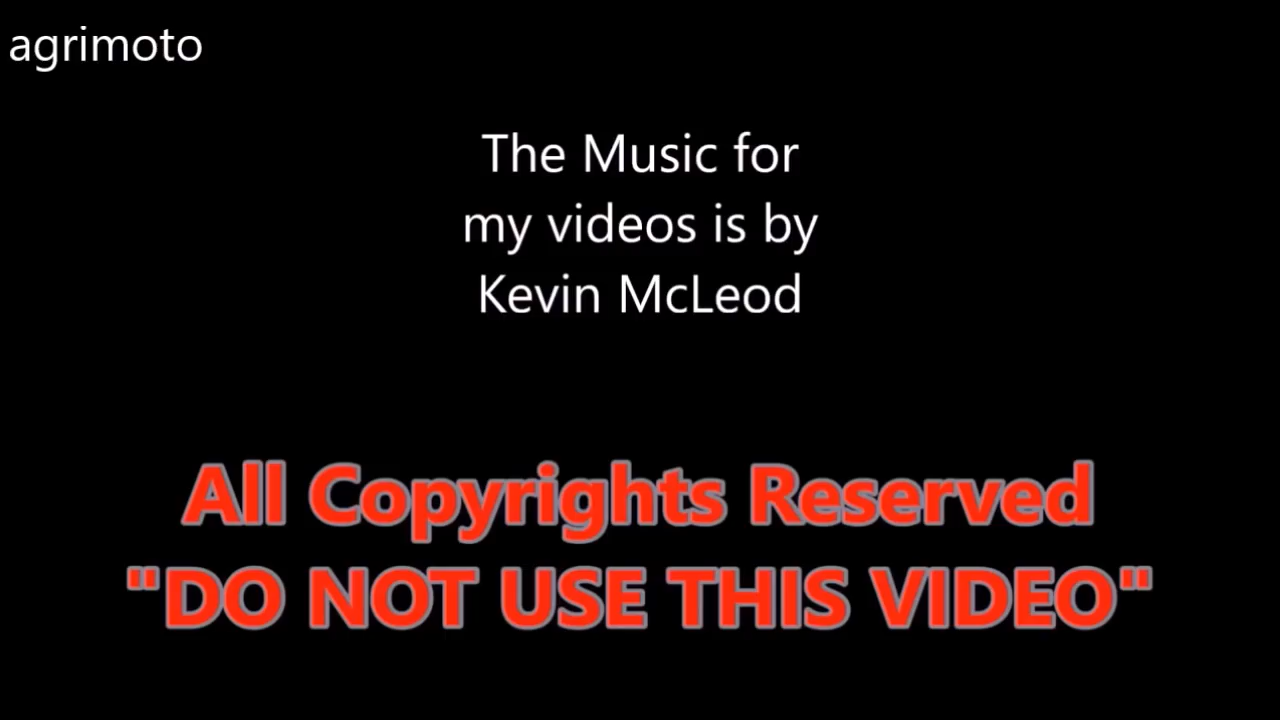 agrimoto
The Music for
my videos is by
Kevin McLeod
All Copyrights Reserved
"DO NOT USE THIS VIDEO"